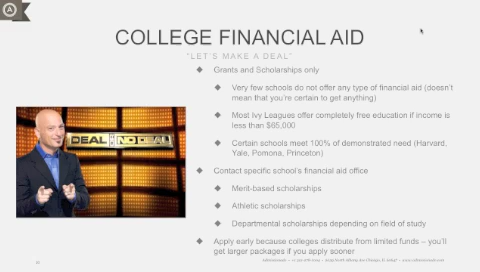 A
COLLEGE FINANCIAL AID
"LET'S MAKE A DEAL"
Grants and Scholarships only
Very few schools do not offer any type of financial aid (doesn't
mean that you're certain to get anything)
Most Ivy Leagues offer completely free education if income is
less than $65,000
Certain schools meet 100% of demonstrated need (Harvard,
Yale, Pomona, Princeton)
DEAL NO DEAL
Contact specific school's financial aid office
Merit-based scholarships
Athletic scholarships
Departmental scholarships depending on field of study
Apply early because colleges distribute from limited funds – you'll
get larger packages if you apply sooner